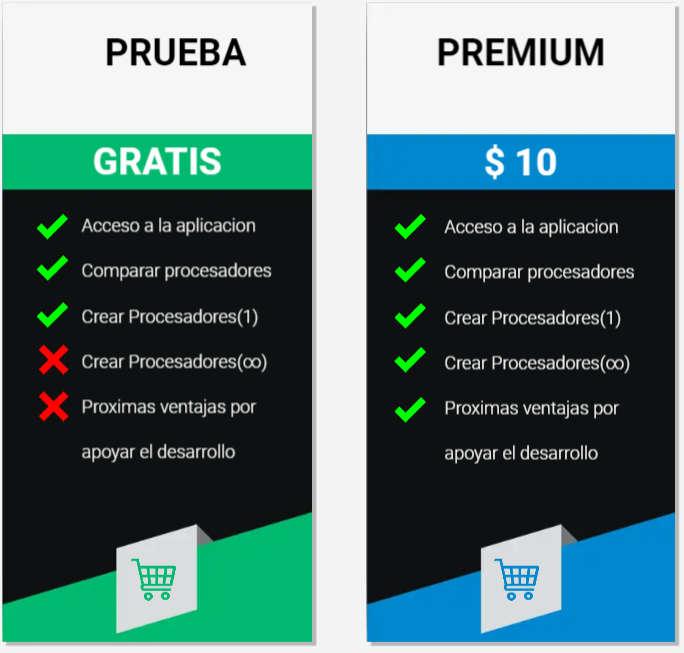 PRUEBA
GRATIS
Acceso a la aplicacion
Comparar procesadores
Crear Procesadores(1)
Crear Procesadores(∞)
Proximas ventajas por
apoyar el desarrollo
PREMIUM
$ 10
Acceso a la aplicacion
Comparar procesadores
Crear Procesadores(1)
Crear Procesadores(∞)
Proximas ventajas por
apoyar el desarrollo